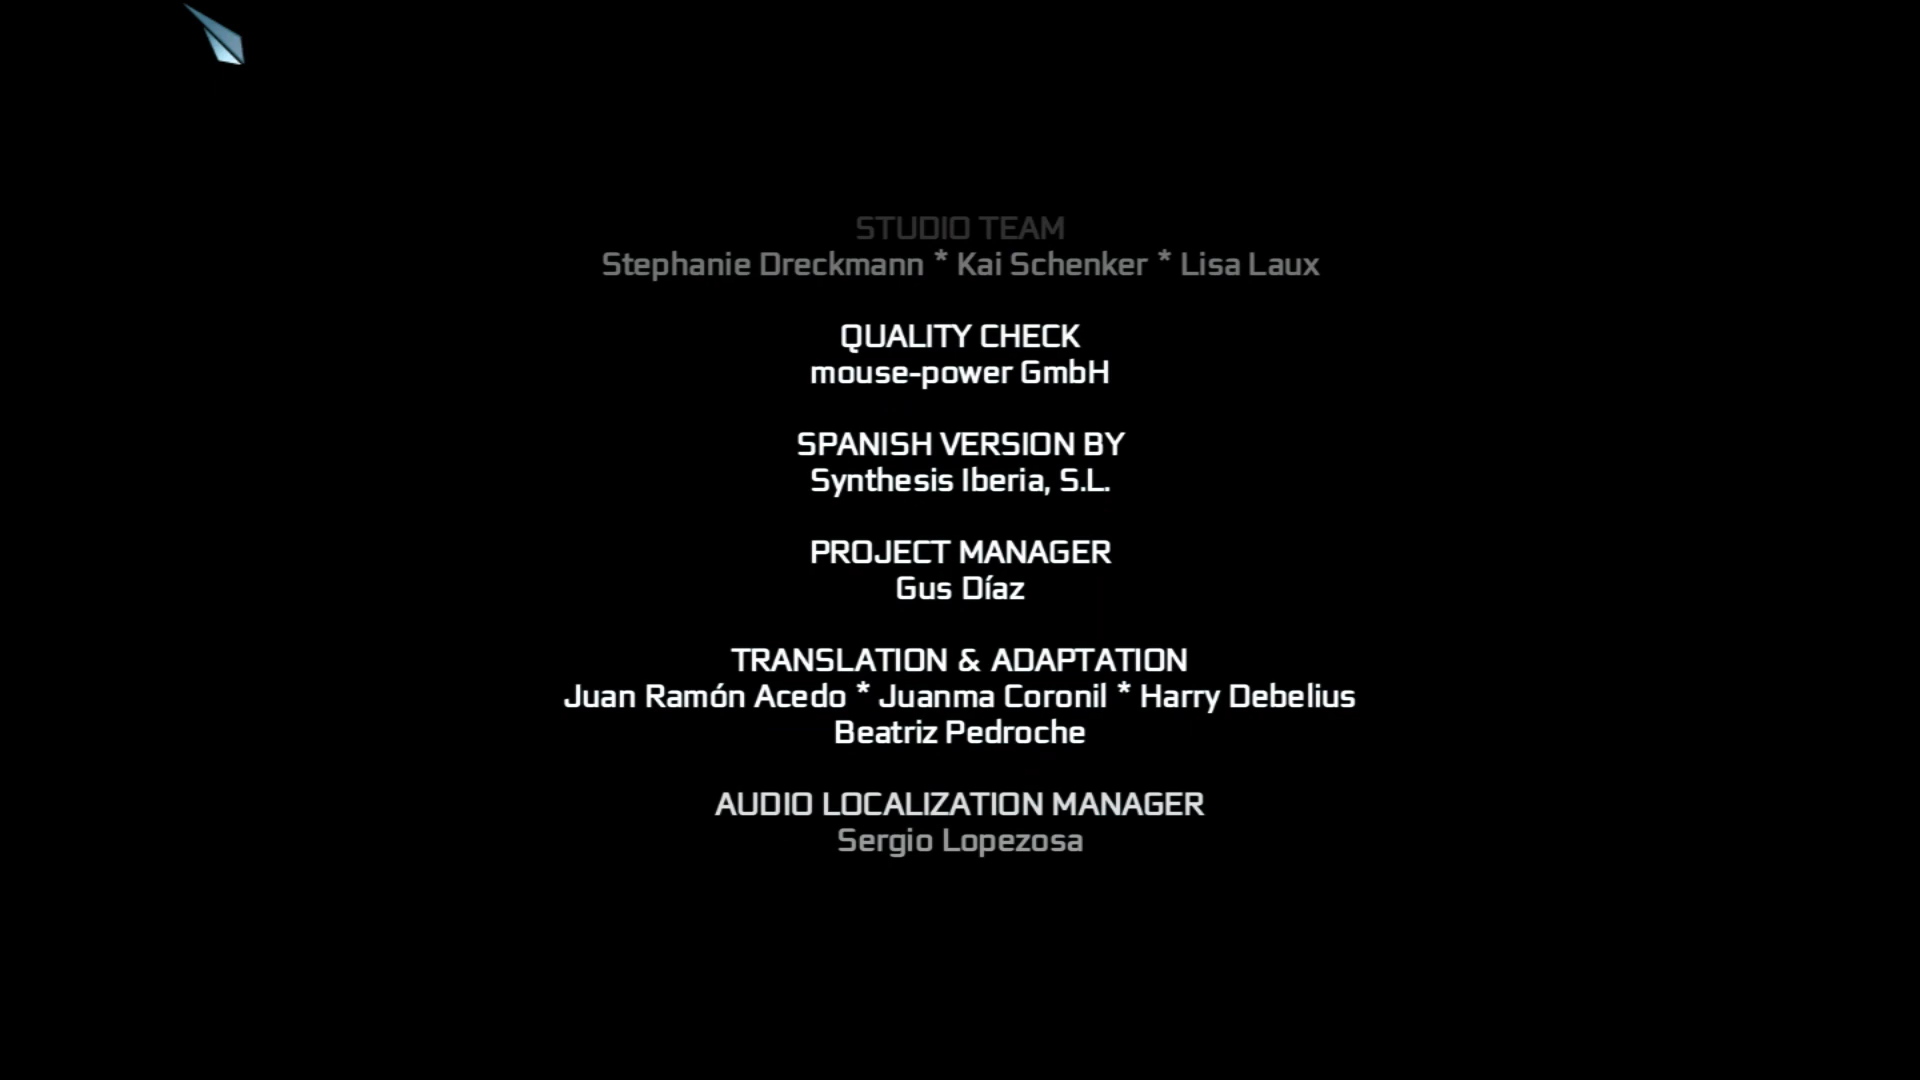 STUDIO TEAM
Stephanie Dreckmann * Kai Schenker * Lisa Laux
QUALITY CHECK
mouse-power GmbH
SPANISH VERSION BY
Synthesis Iberia, S.L.
PROJECT MANAGER
Gus Díaz
TRANSLATION & ADAPTATION
Juan Ramón Acedo * Juanma Coronil * Harry Debelius
Beatriz Pedroche
AUDIO LOCALIZATION MANAGER
Sergio Lopezosa